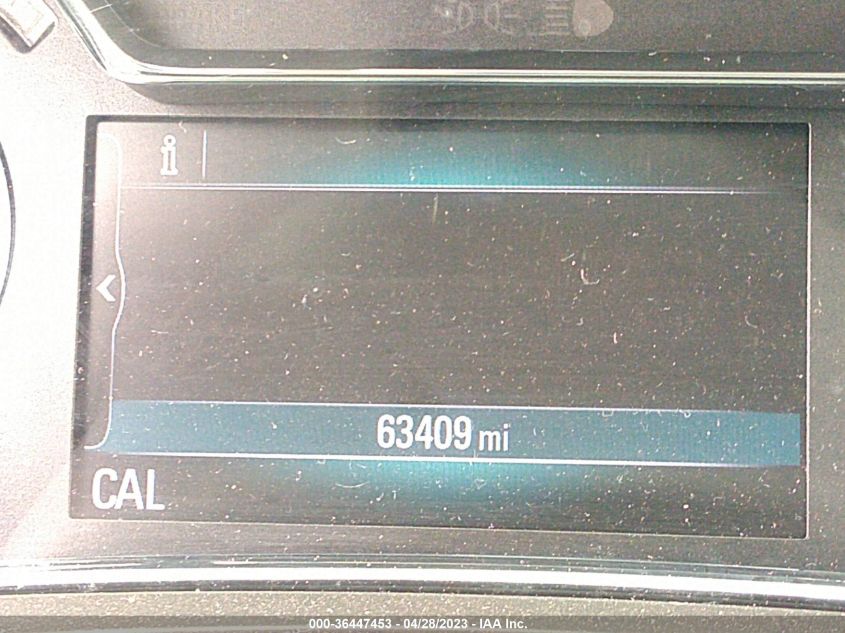 i
63409 mi
CAL
000-36447453 - 04/28/2023 - IAA Inc.